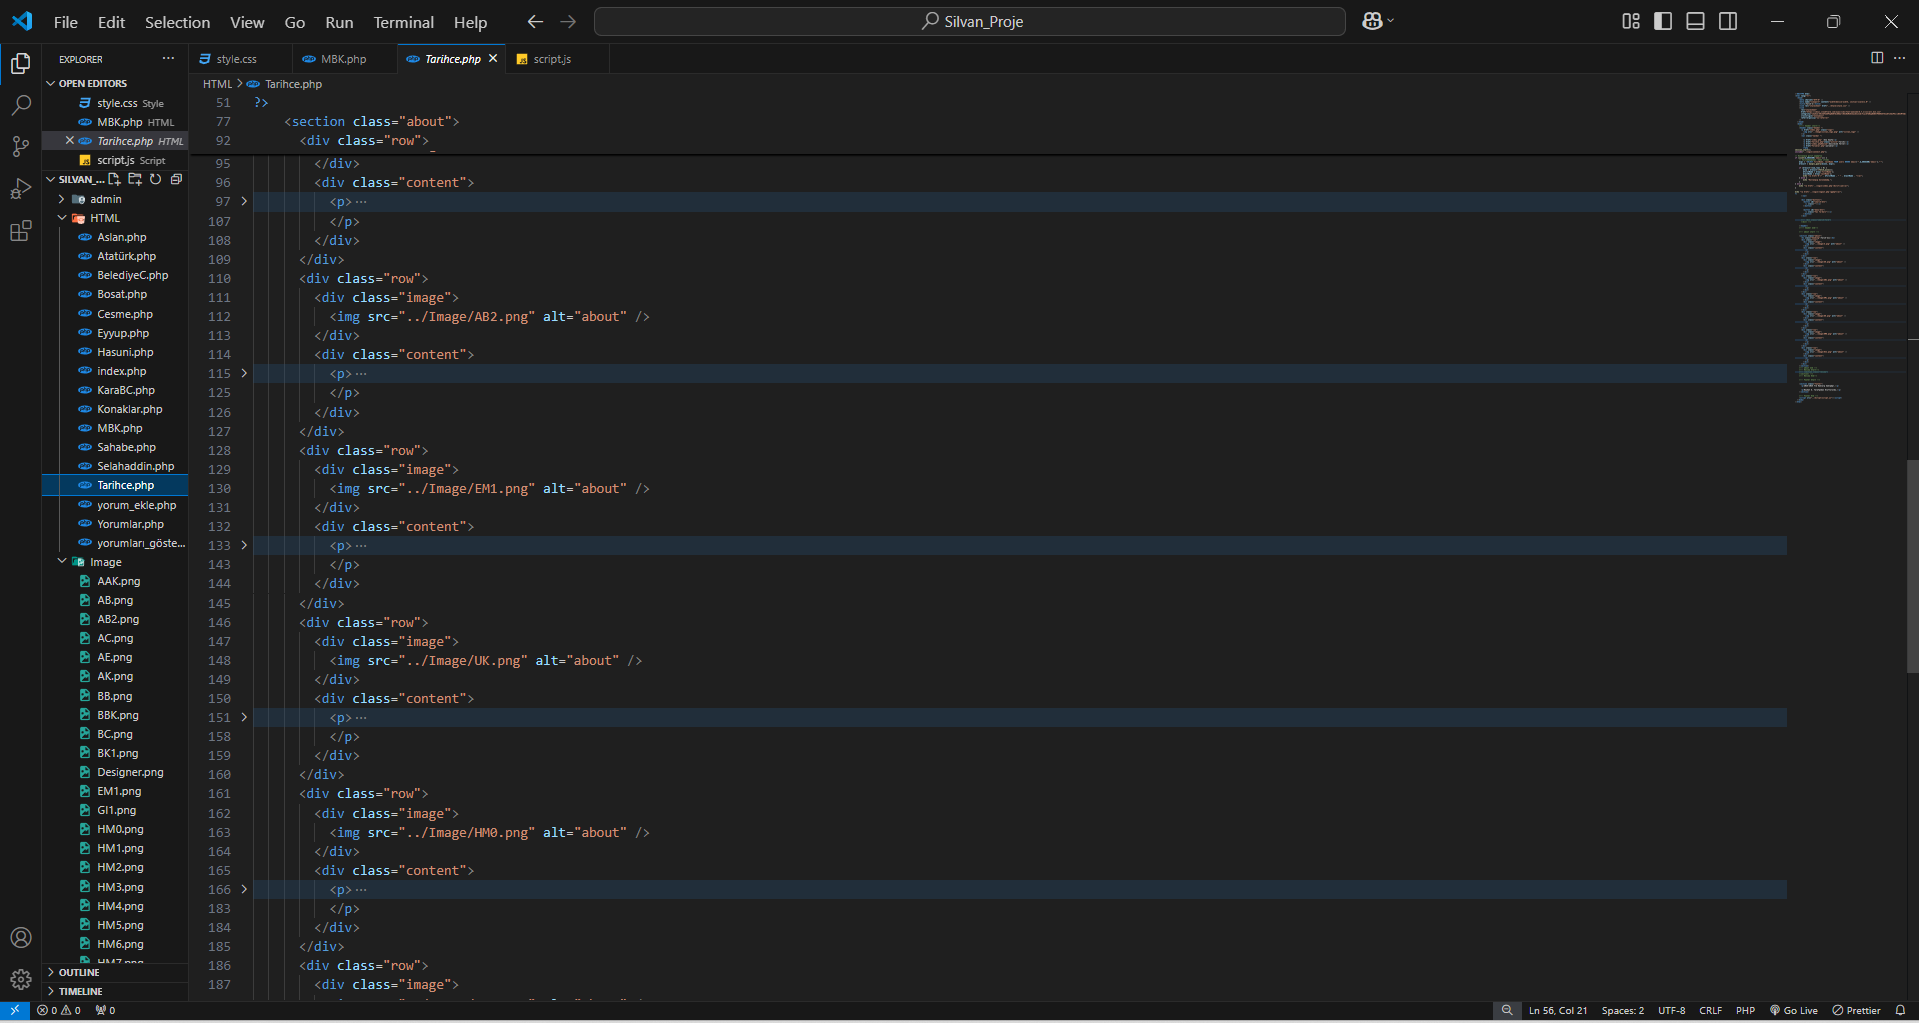 File Edit Selection View Go Run Terminal Help
Silvan_Proje
EXPLORER
OPEN EDITORS
style.css Style
MBK.php HTML
Tarihce.php HTML
script.js Script
SILVAN_...
admin
HTML
Aslan.php
Atatürk.php
BelediyeC.php
Bosat.php
Cesme.php
Eyyup.php
Hasuni.php
index.php
KaraBC.php
Konaklar.php
MBK.php
Sahabe.php
Selahaddin.php
Tarihce.php
yorum_ekle.php
Yorumlar.php
yorumları_göste...
Image
AAK.png
AB.png
AB2.png
AC.png
AE.png
AK.png
BB.png
BBK.png
BC.png
BK1.png
Designer.png
EM1.png
GI1.png
HM0.png
HM1.png
HM2.png
HM3.png
HM4.png
HM5.png
HM6.png
HM7.png
OUTLINE
TIMELINE
style.css MBK.php Tarihce.php script.js
HTML > Tarihce.php
51 ?>
77 <section class="about">
92 <div class="row">
95 </div>
96 <div class="content">
97 <p>...
107 </p>
108 </div>
109 </div>
110 <div class="row">
111 <div class="image">
112 <img src="../Image/AB2.png" alt="about" />
113 </div>
114 <div class="content">
115 <p>...
125 </p>
126 </div>
127 </div>
128 <div class="row">
129 <div class="image">
130 <img src="../Image/EM1.png" alt="about" />
131 </div>
132 <div class="content">
133 <p>...
143 </p>
144 </div>
145 </div>
146 <div class="row">
147 <div class="image">
148 <img src="../Image/UK.png" alt="about" />
149 </div>
150 <div class="content">
151 <p>...
158 </p>
159 </div>
160 </div>
161 <div class="row">
162 <div class="image">
163 <img src="../Image/HM0.png" alt="about" />
164 </div>
165 <div class="content">
166 <p>...
183 </p>
184 </div>
185 </div>
186 <div class="row">
187 <div class="image">
0 0 0 Ln 56, Col 21 Spaces: 2 UTF-8 CRLF PHP Go Live Prettier